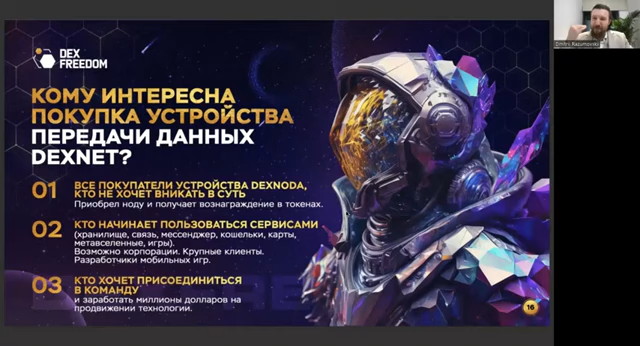 DEX
FREEDOM
КОМУ ИНТЕРЕСНА
ПОКУПКА УСТРОЙСТВА
ПЕРЕДАЧИ ДАННЫХ
DEXNET?
01
ВСЕ ПОКУПАТЕЛИ УСТРОЙСТВА DEXNODA,
КТО НЕ ХОЧЕТ ВНИКАТЬ В СУТЬ
Приобрел ноду и получает вознаграждение в токенах.
02
КТО НАЧИНАЕТ ПОЛЬЗОВАТЬСЯ СЕРВИСАМИ
(хранилище, связь, мессенджер, кошельки, карты,
метавселенные, игры).
Возможно корпорации. Крупные клиенты.
Разработчики мобильных игр.
03
КТО ХОЧЕТ ПРИСОЕДИНИТЬСЯ
В КОМАНДУ
и заработать миллионы долларов на
продвижении технологии.
16